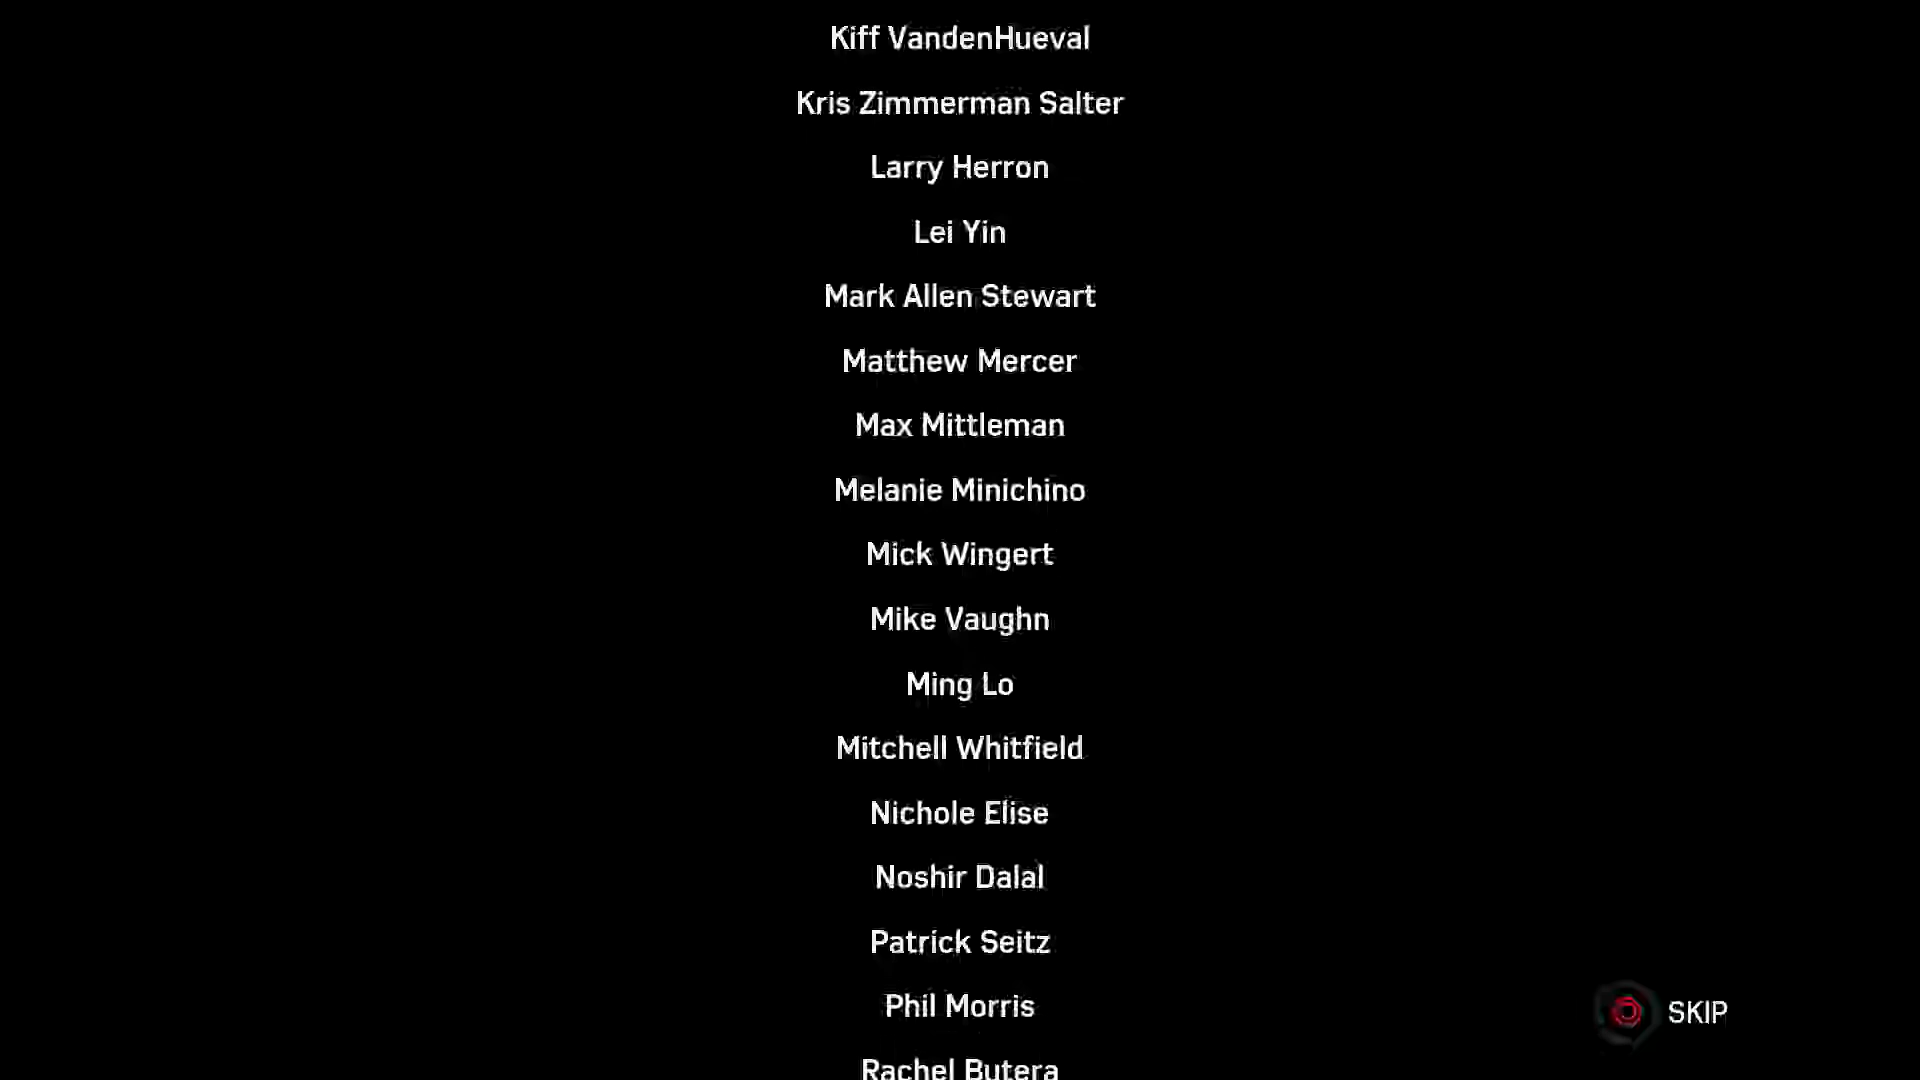 Kiff VandenHueval
Kris Zimmerman Salter
Larry Herron
Lei Yin
Mark Allen Stewart
Matthew Mercer
Max Mittleman
Melanie Minichino
Mick Wingert
Mike Vaughn
Ming Lo
Mitchell Whitfield
Nichole Elise
Noshir Dalal
Patrick Seitz
Phil Morris
SKIP
Rachel Butera